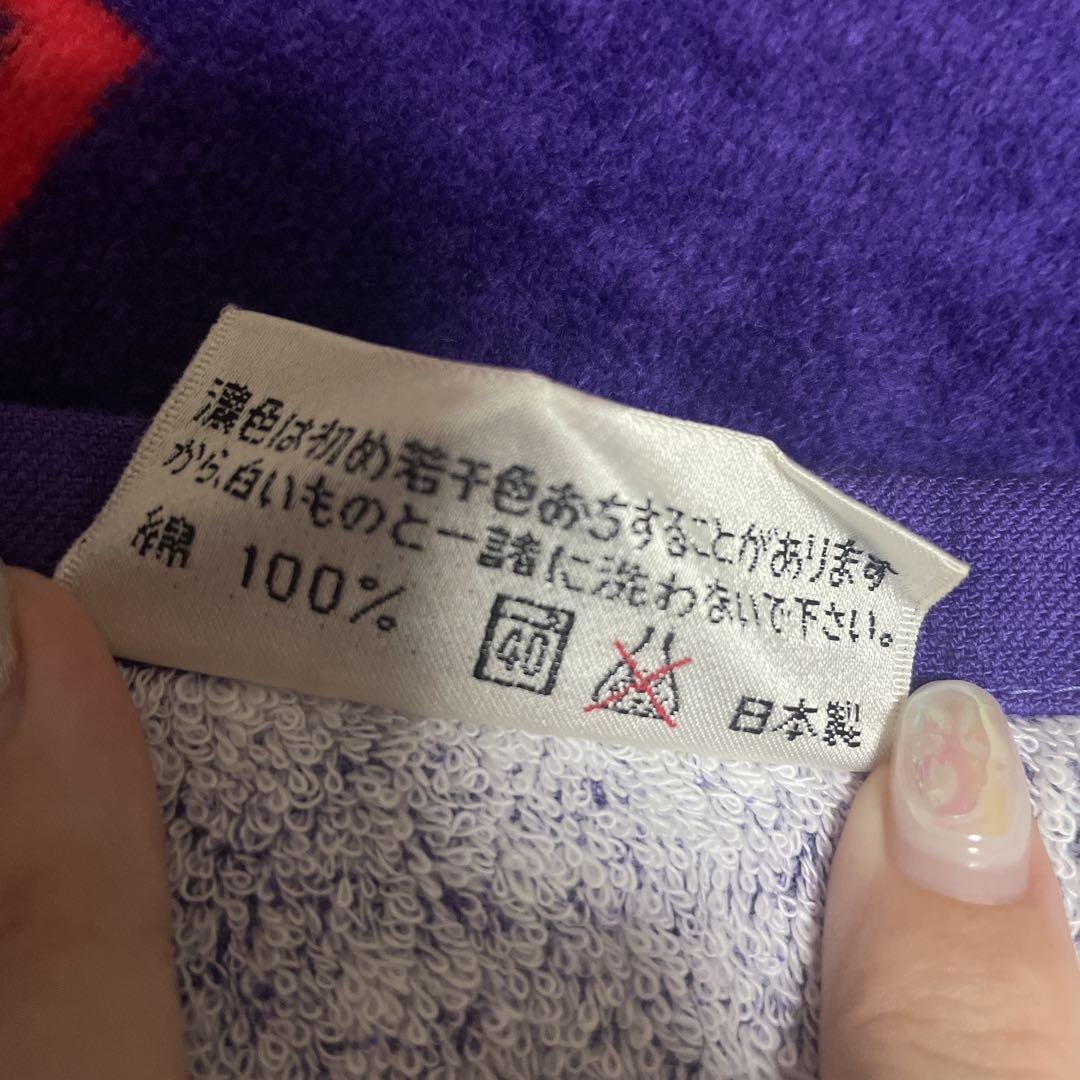 濃色は初め若干色おちすることがあります
から、白いものと一諸に洗わないで下さい。
綿 100%
40
日本製